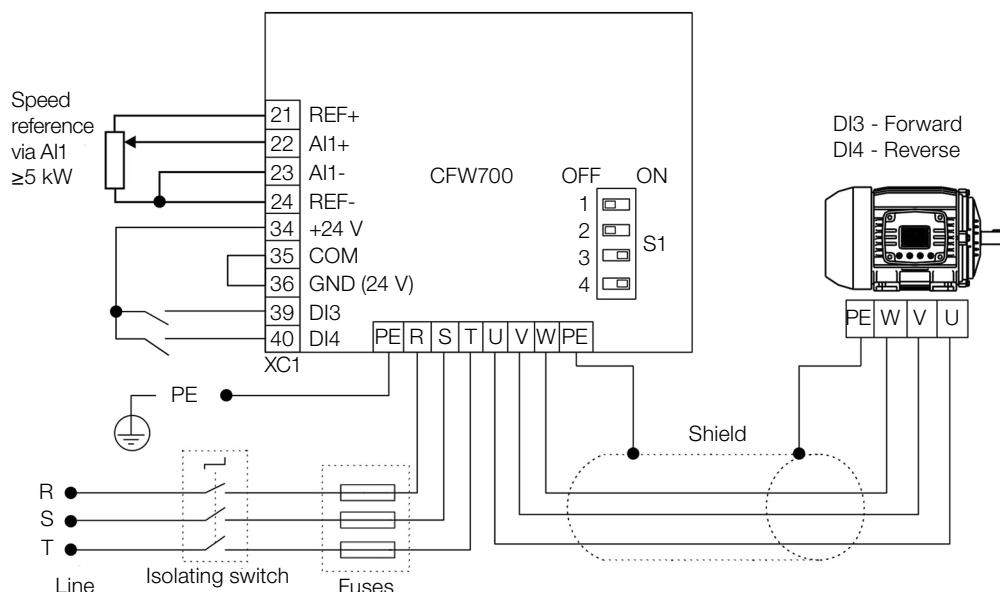 Speed
reference
via AI1
≥5 kW
21 REF+
22 AI1+
23 AI1-
24 REF-
34 +24 V
35 COM
36 GND (24 V)
39 DI3
40 DI4
XC1
CFW700
OFF ON
1
2
3
4
S1
DI3 - Forward
DI4 - Reverse
PE R S T U V W PE
PE W V U
PE
Shield
R
S
T
Line
Isolating switch
Fuses